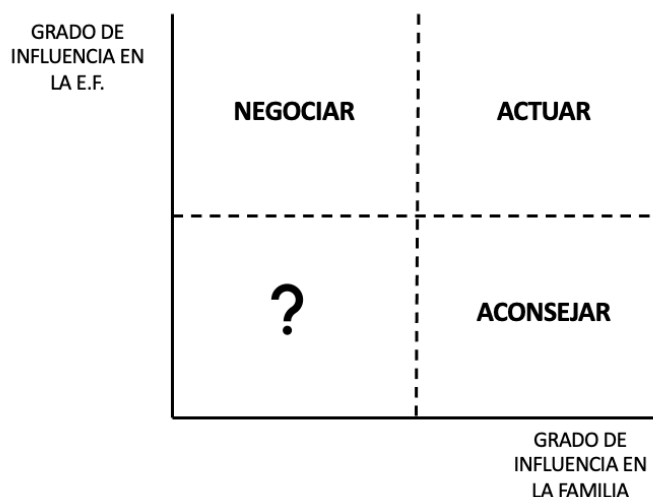 GRADO DE
INFLUENCIA EN
LA E.F.
NEGOCIAR
ACTUAR
?
ACONSEJAR
GRADO DE
INFLUENCIA EN
LA FAMILIA